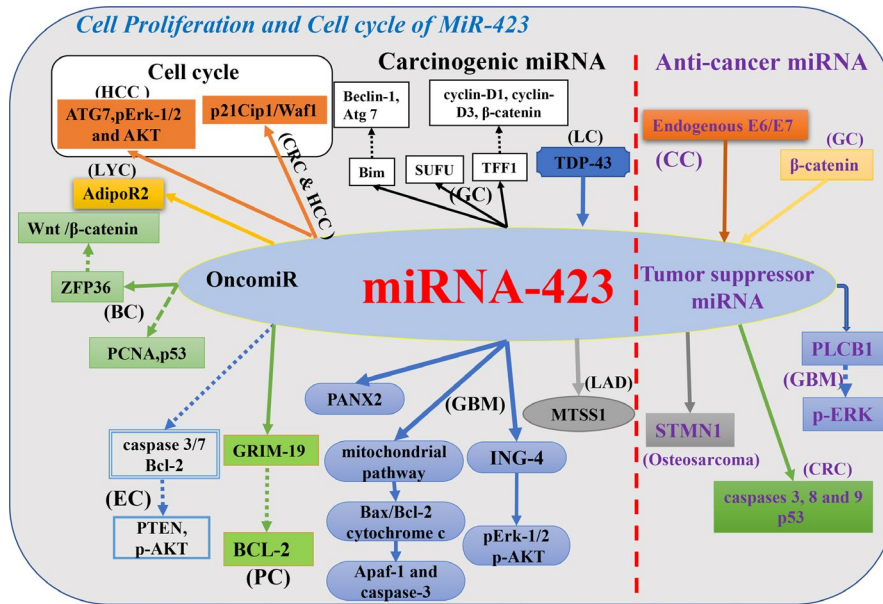 Cell Proliferation and Cell cycle of MiR-423
Cell cycle
(HCC )
ATG7,pErk-1/2
and AKT
p21Cip1/Waf1
(CRC & HCC)
(LYC)
AdipoR2
Wnt /β-catenin
ZFP36
(BC)
PCNA,p53
Carcinogenic miRNA
Beclin-1,
Atg 7
cyclin-D1, cyclin-
D3, β-catenin
Bim
SUFU
TFF1
(GC)
(LC)
TDP-43
Anti-cancer miRNA
Endogenous E6/E7
(CC)
(GC)
β-catenin
OncomiR
miRNA-423
Tumor suppressor
miRNA
caspase 3/7
Bcl-2
(EC)
PTEN,
p-AKT
GRIM-19
BCL-2
(PC)
PANX2
(GBM)
mitochondrial
pathway
Bax/Bcl-2
cytochrome c
Apaf-1 and
caspase-3
ING-4
pErk-1/2
p-AKT
(LAD)
MTSS1
STMN1
(Osteosarcoma)
PLCB1
(GBM)
p-ERK
(CRC)
caspases 3, 8 and 9
p53